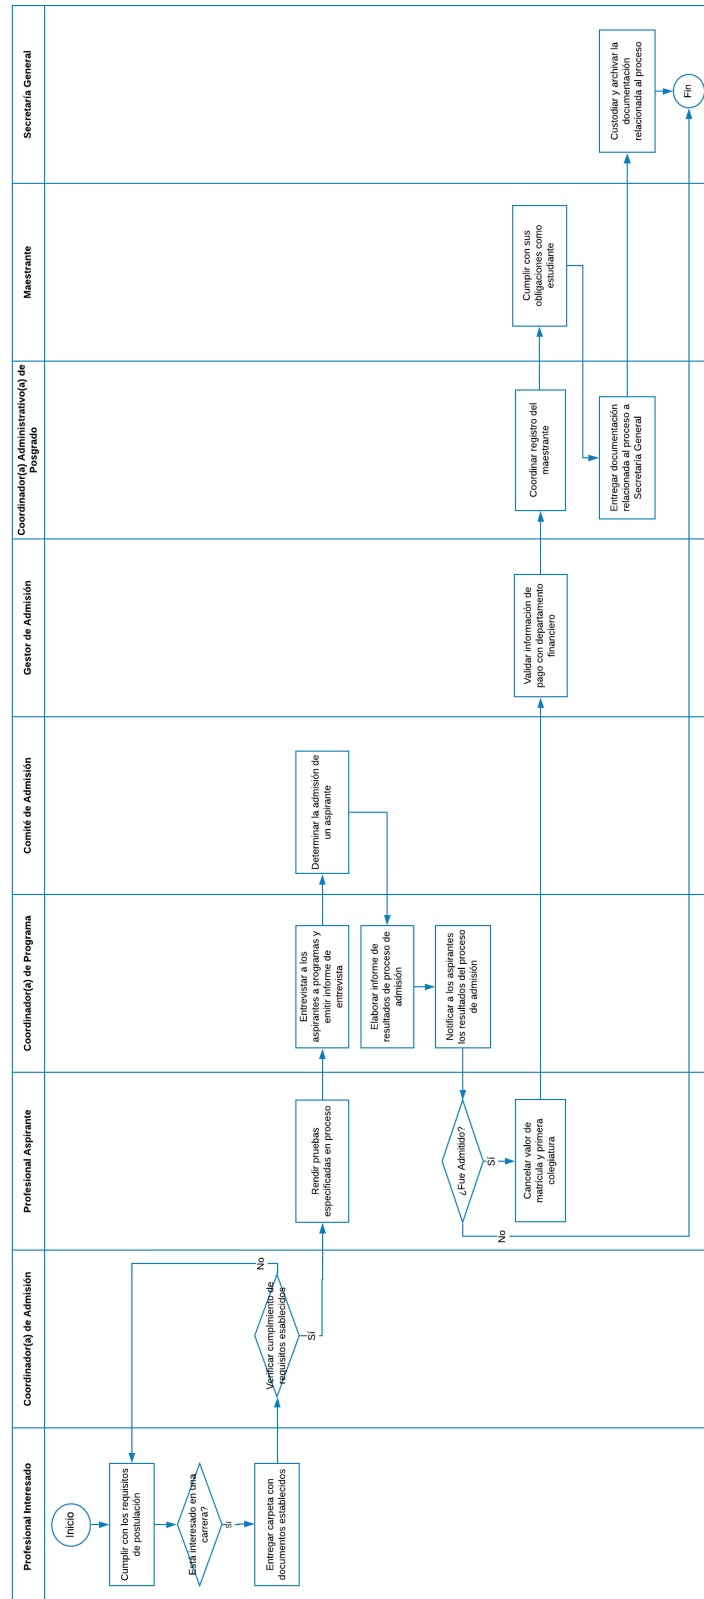 Profesional Interesado
Coordinador(a) de Admisión
Profesional Aspirante
Coordinador(a) de Programa
Comité de Admisión
Gestor de Admisión
Coordinador(a) Administrativo(a) de
Posgrado
Maestrante
Secretaría General
Inicio
Cumplir con los requisitos
de postulación
Está interesado en una
carrera?
sí
Entregar carpeta con
documentos establecidos
Verificar cumplmiento de
requisitos esablecidos
No
Sí
Rendir pruebas
especificadas en proceso
Entrevistar a los
aspirantes a programas y
emitir informe de
entrevista
Determinar la admisión de
un aspirante
Elaborar informe de
resultados de proceso de
admisión
Notificar a los aspirantes
los resultados del proceso
de admisión
¿Fue Admitido?
Sí
No
Cancelar valor de
matrícula y primera
colegiatura
Validar información de
pago con departamento
financiero
Coordinar registro del
maestrante
Cumplir con sus
obligaciones como
estudiante
Entregar documentación
relacionada al proceso a
Secretaría General
Custodiar y archivar la
documentación
relacionada al proceso
Fin